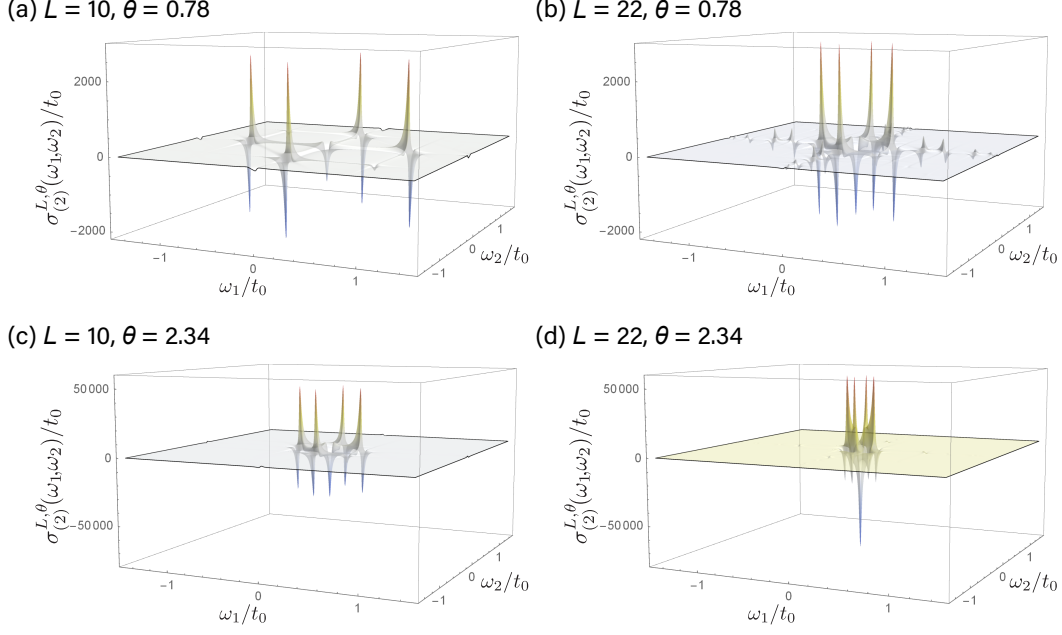 (a) L = 10, θ = 0.78
σ_{(2)}^{L,θ}(ω₁,ω₂)/t₀
2000
0
−2000
−1
0
1
ω₁/t₀
−1
0
1
ω₂/t₀
(b) L = 22, θ = 0.78
σ_{(2)}^{L,θ}(ω₁,ω₂)/t₀
2000
0
−2000
−1
0
1
ω₁/t₀
−1
0
1
ω₂/t₀
(c) L = 10, θ = 2.34
σ_{(2)}^{L,θ}(ω₁,ω₂)/t₀
50000
0
−50000
−1
0
1
ω₁/t₀
−1
0
1
ω₂/t₀
(d) L = 22, θ = 2.34
σ_{(2)}^{L,θ}(ω₁,ω₂)/t₀
50000
0
−50000
−1
0
1
ω₁/t₀
−1
0
1
ω₂/t₀